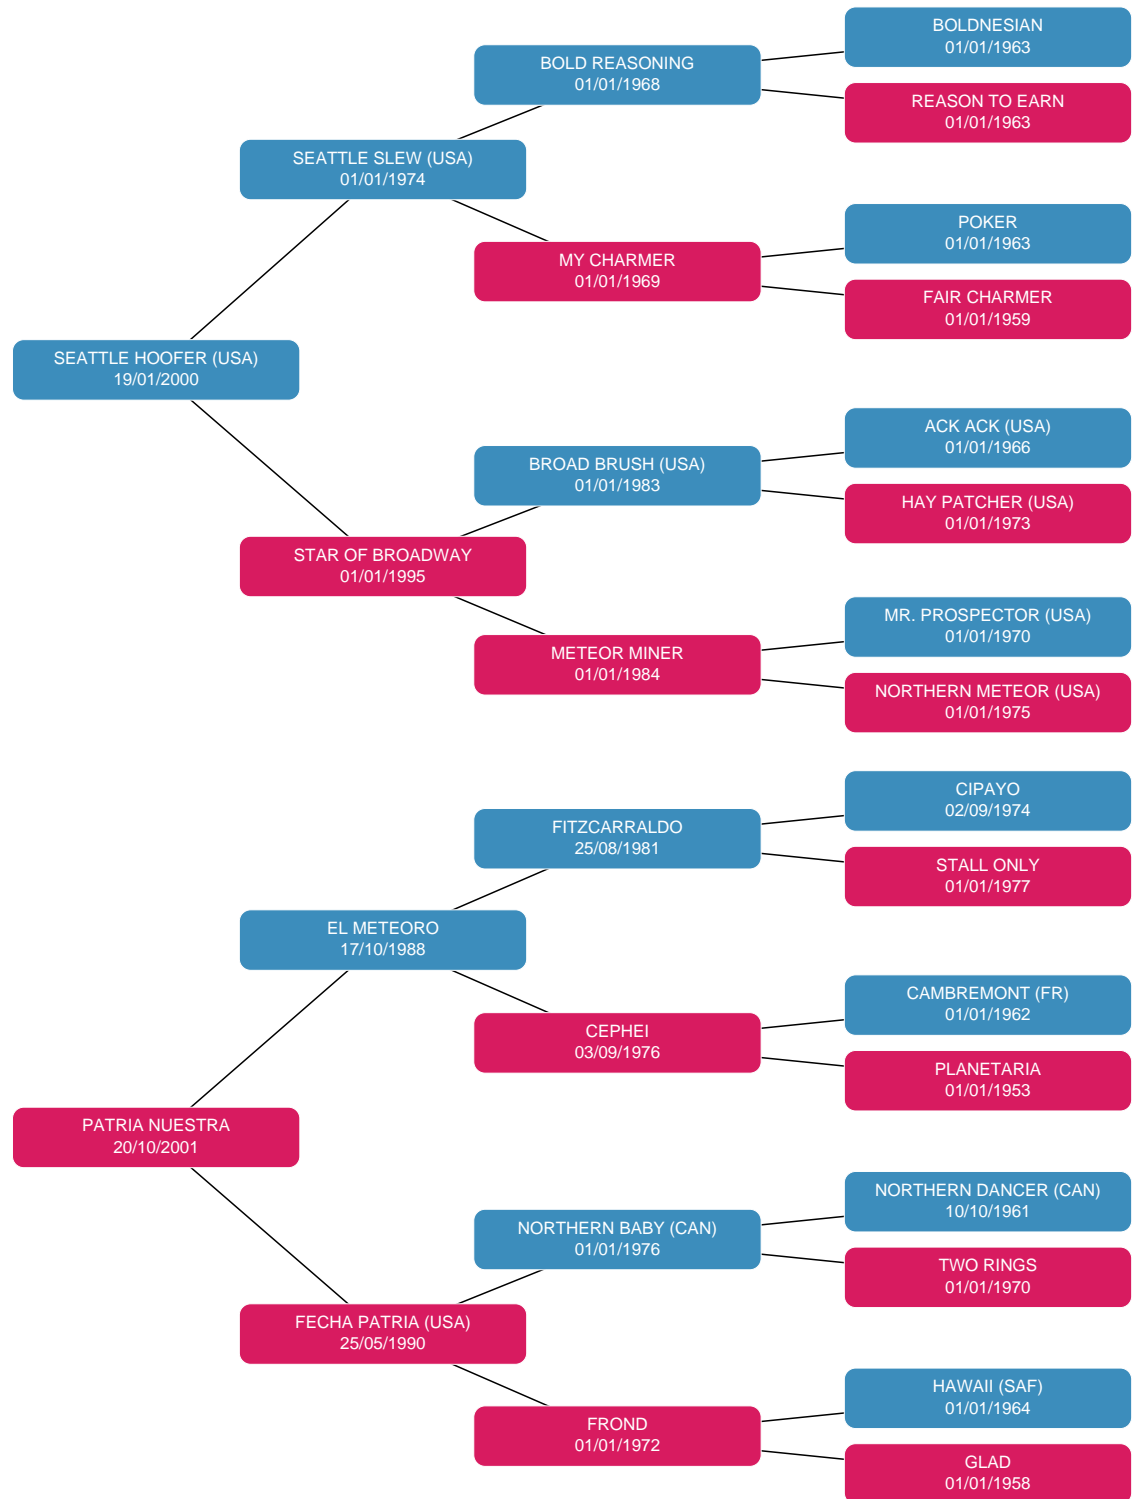 BOLDNESIAN
01/01/1963
BOLD REASONING
01/01/1968
REASON TO EARN
01/01/1963
SEATTLE SLEW (USA)
01/01/1974
POKER
01/01/1963
MY CHARMER
01/01/1969
FAIR CHARMER
01/01/1959
SEATTLE HOOFER (USA)
19/01/2000
ACK ACK (USA)
01/01/1966
BROAD BRUSH (USA)
01/01/1983
HAY PATCHER (USA)
01/01/1973
STAR OF BROADWAY
01/01/1995
MR. PROSPECTOR (USA)
01/01/1970
METEOR MINER
01/01/1984
NORTHERN METEOR (USA)
01/01/1975
CIPAYO
02/09/1974
FITZCARRALDO
25/08/1981
STALL ONLY
01/01/1977
EL METEORO
17/10/1988
CAMBREMONT (FR)
01/01/1962
CEPHEI
03/09/1976
PLANETARIA
01/01/1953
PATRIA NUESTRA
20/10/2001
NORTHERN DANCER (CAN)
10/10/1961
NORTHERN BABY (CAN)
01/01/1976
TWO RINGS
01/01/1970
FECHA PATRIA (USA)
25/05/1990
HAWAII (SAF)
01/01/1964
FROND
01/01/1972
GLAD
01/01/1958